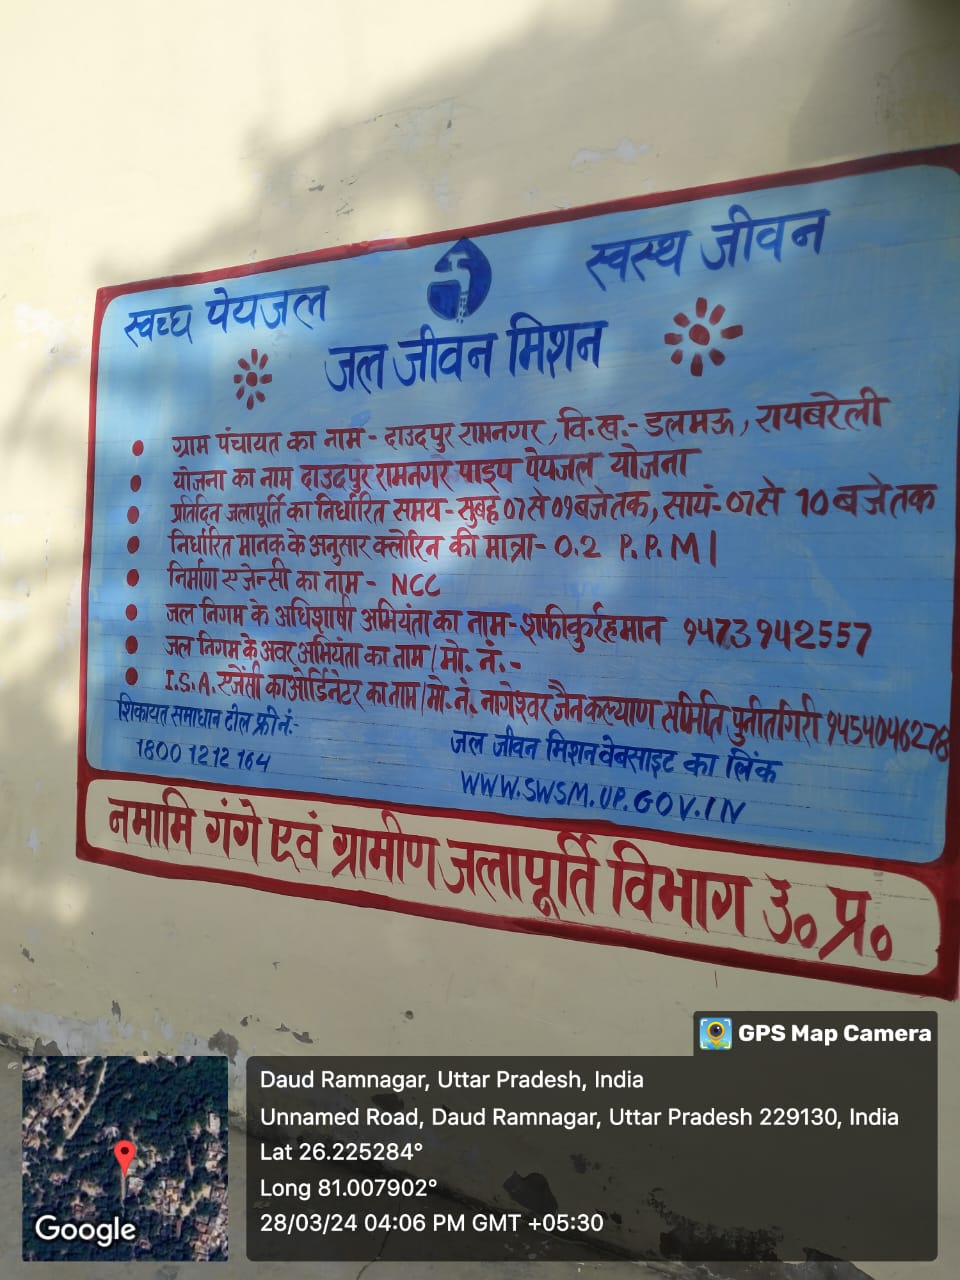 स्वच्छ पेयजल
स्वस्थ जीवन
जल जीवन मिशन
ग्राम पंचायत का नाम - दाउदपुर रामनगर, वि.ख.- डलमऊ, रायबरेली
योजना का नाम दाउदपुर रामनगर पाइप पेयजल योजना
प्रतिदिन जलापूर्ति का निर्धारित समय - सुबह 07 से 09 बजे तक, सायं- 07 से 10 बजे तक
निर्धारित मानक के अनुसार क्लोरिन की मात्रा - 0.2 P.P.M।
निर्माण एजेन्सी का नाम - NCC
जल निगम के अधिशाषी अभियंता का नाम - शफीकुर्रहमान 9473942557
जल निगम के अवर अभियंता का नाम/मो. नं. -
I.S.A. एजेंसी काओर्डिनेटर का नाम/मो. नं. नागेश्वर जैन कल्याण समिति पुनीतगिरी 9454046278
शिकायत समाधान टील फ्री नं:-
1800 1212 164
जल जीवन मिशन वेबसाइट का लिंक
WWW.SWSM.UP.GOV.IN
नमामि गंगे एवं ग्रामीण जलापूर्ति विभाग उ० प्र०
GPS Map Camera
Daud Ramnagar, Uttar Pradesh, India
Unnamed Road, Daud Ramnagar, Uttar Pradesh 229130, India
Lat 26.225284°
Long 81.007902°
28/03/24 04:06 PM GMT +05:30
Google